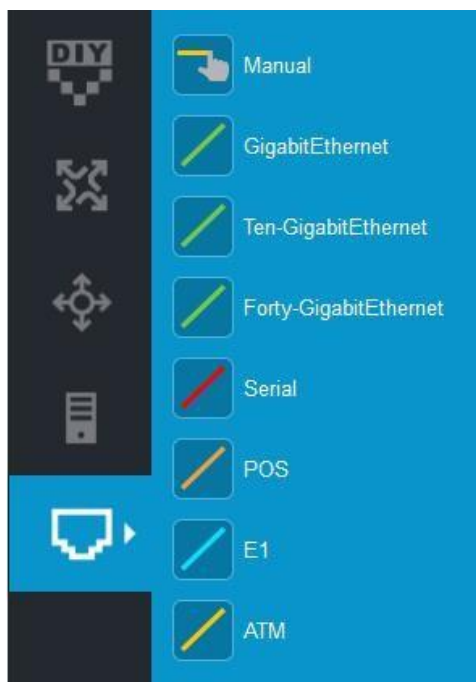 DIY
Manual
GigabitEthernet
Ten-GigabitEthernet
Forty-GigabitEthernet
Serial
POS
E1
ATM